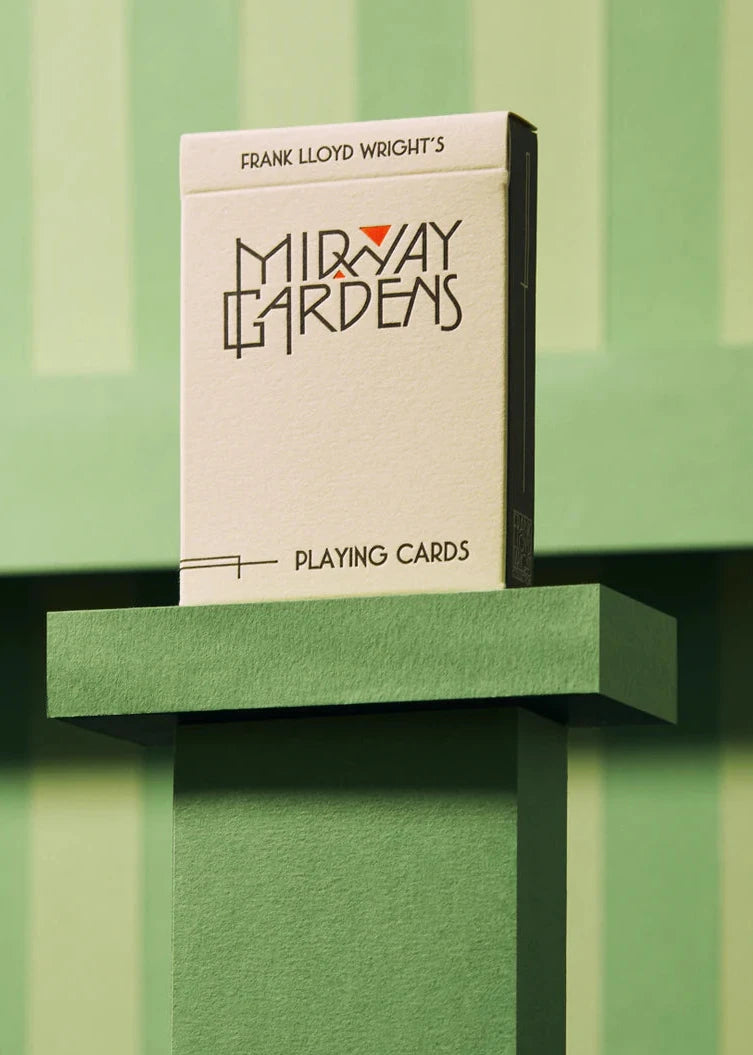 FRANK LLOYD WRIGHT'S
MIDWAY
GARDENS
PLAYING CARDS